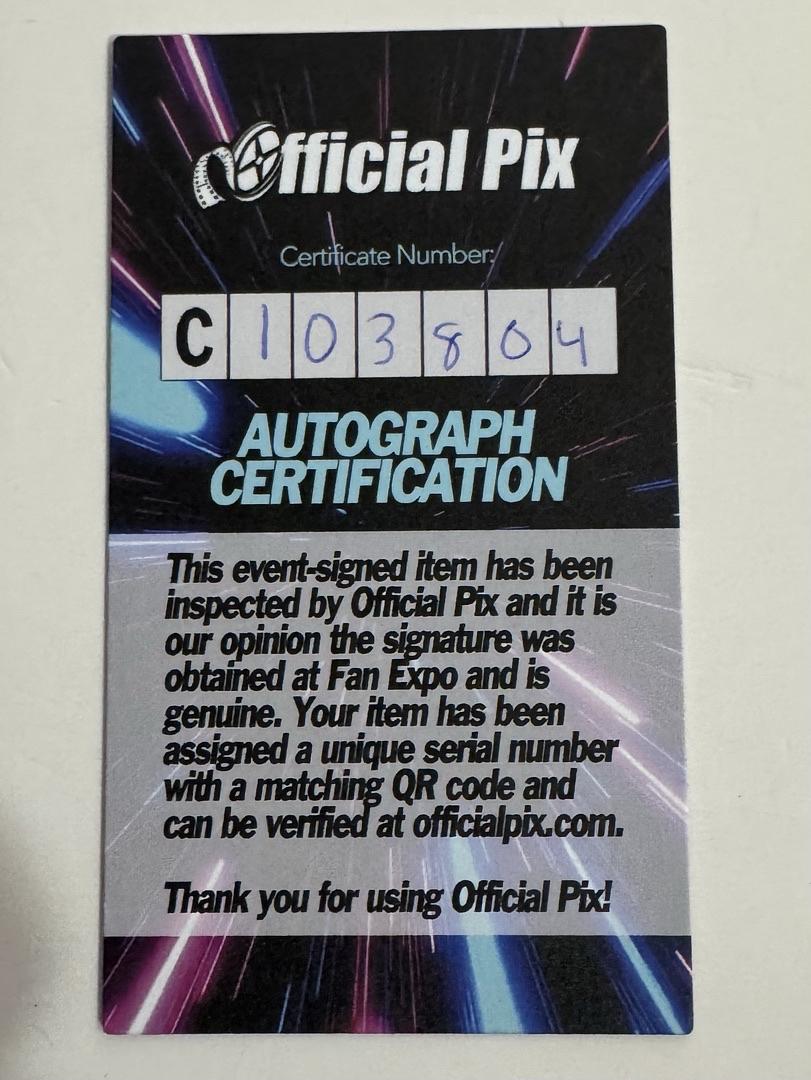 Official Pix
Certificate Number:
C103804
AUTOGRAPH
CERTIFICATION
This event-signed item has been
inspected by Official Pix and it is
our opinion the signature was
obtained at Fan Expo and is
genuine. Your item has been
assigned a unique serial number
with a matching QR code and
can be verified at officialpix.com.
Thank you for using Official Pix!